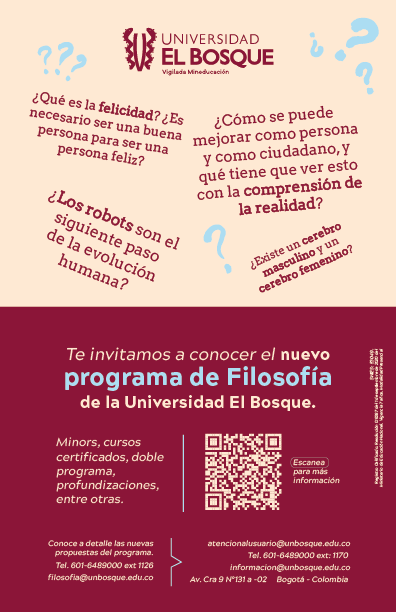 UNIVERSIDAD
EL BOSQUE
Vigilada Mineducación
¿Qué es la felicidad? ¿Es
necesario ser una buena
persona para ser una
persona feliz?
¿Cómo se puede
mejorar como persona
y como ciudadano, y
qué tiene que ver esto
con la comprensión de
la realidad?
¿Los robots son el
siguiente paso
de la evolución
humana?
¿Existe un cerebro
masculino y un
cerebro femenino?
Te invitamos a conocer el nuevo
programa de Filosofía
de la Universidad El Bosque.
Minors, cursos
certificados, doble
programa,
profundizaciones,
entre otras.
Escanea
para más
información
Conoce a detalle las nuevas
propuestas del programa.
Tel. 601-6489000 ext 1126
filosofia@unbosque.edu.co
atencionalusuario@unbosque.edu.co
Tel. 601-6489000 ext: 1170
informacion@unbosque.edu.co
Av. Cra 9 N°131 a -02 Bogotá - Colombia